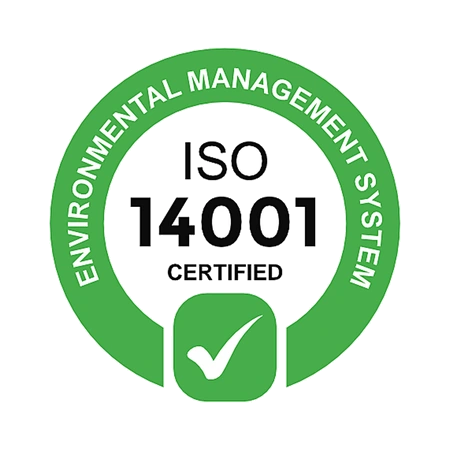 ENVIRONMENTAL MANAGEMENT SYSTEM
ISO
14001
CERTIFIED